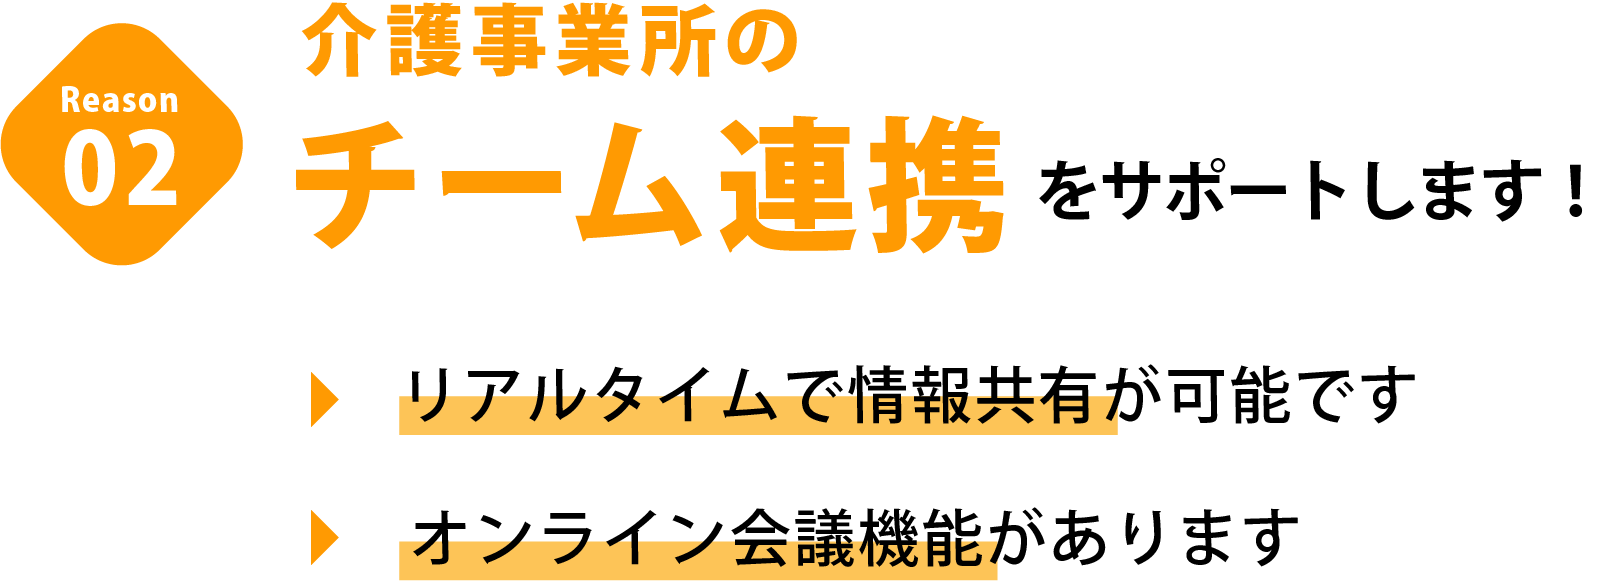 Reason
02
介護事業所の
チーム連携をサポートします！
リアルタイムで情報共有が可能です
オンライン会議機能があります